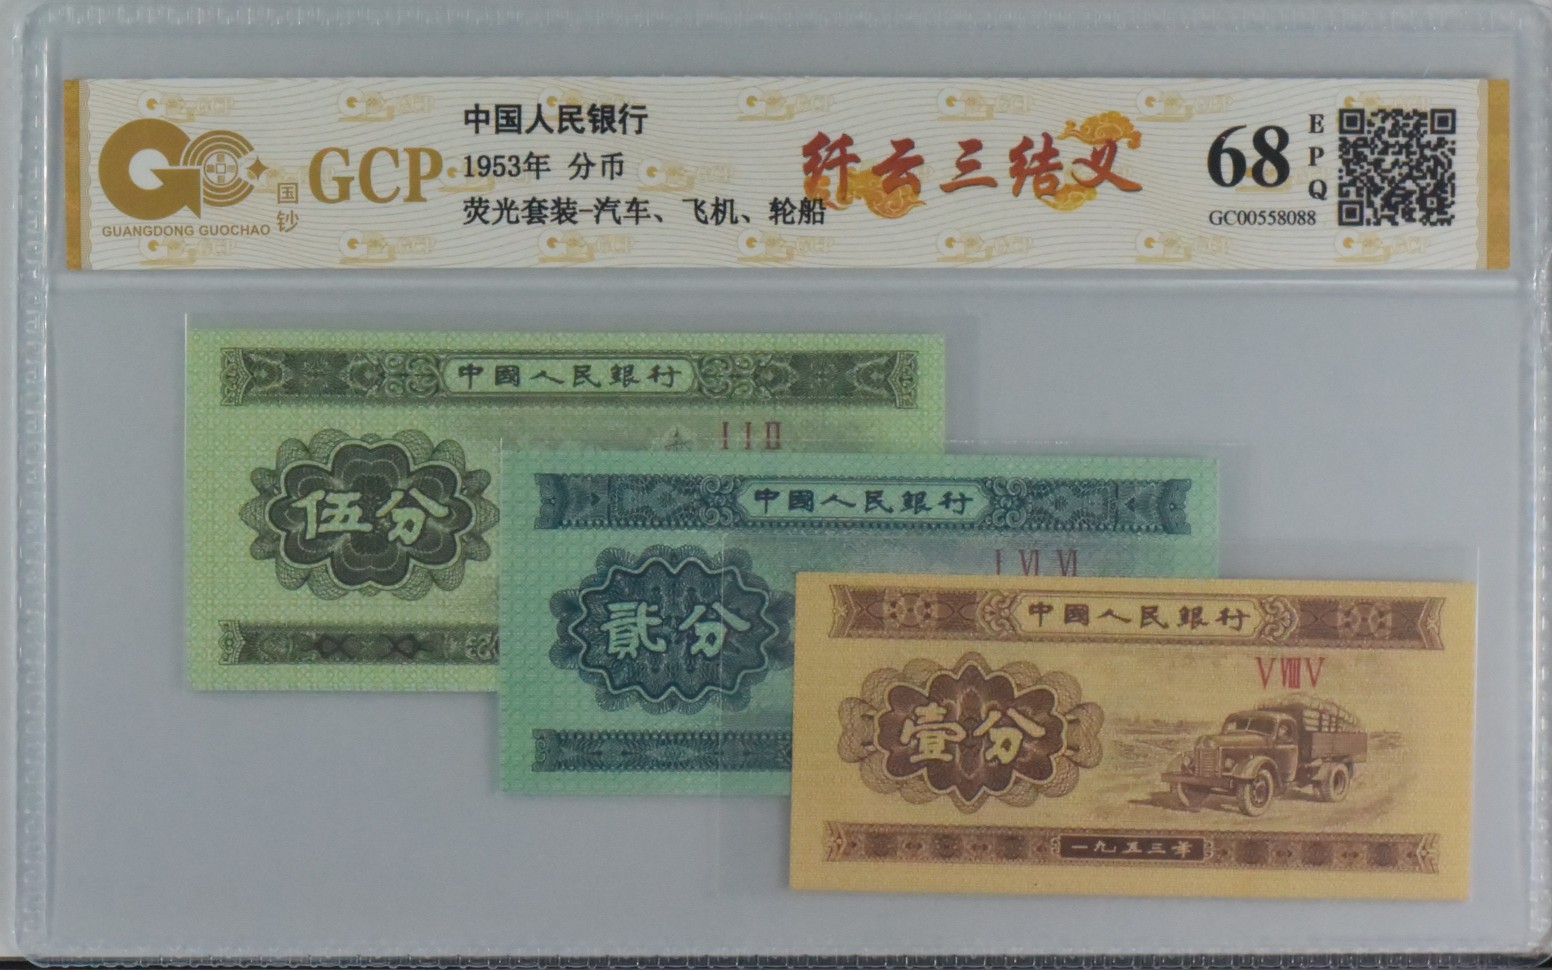 中国人民银行
1953年 分币
荧光套装-汽车、飞机、轮船
GCP
国钞
GUANGDONG GUOCHAO
纤云三结义
68
EPQ
GC00558088
中國人民銀行
I I II
伍分
中國人民銀行
I VI VI
貳分
中國人民銀行
V VIII V
壹分
一九五三年